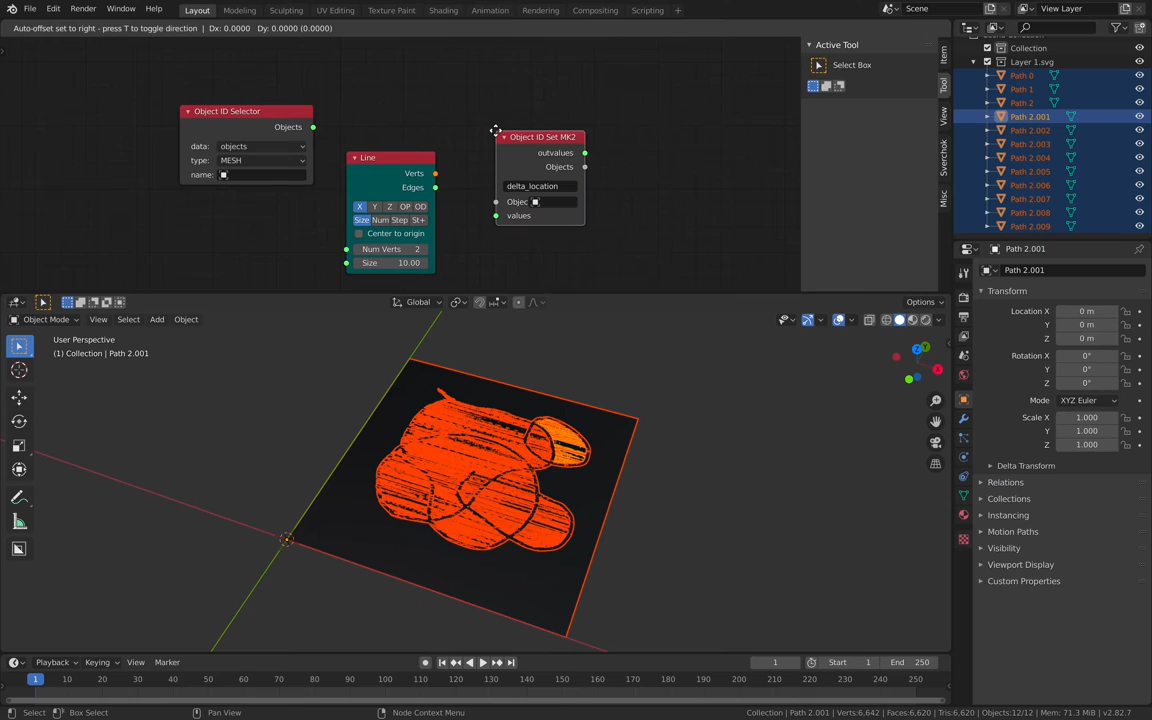 File Edit Render Window Help Layout Modeling Sculpting UV Editing Texture Paint Shading Animation Rendering Compositing Scripting + Scene View Layer
Auto-offset set to right - press T to toggle direction | Dx: 0.0000 Dy: 0.0000 (0.0000)
Object ID Selector
Objects
data: objects
type: MESH
name:
Line
Verts
Edges
X Y Z OP OD
Size Num Step St+
Center to origin
Num Verts 2
Size 10.00
Object ID Set MK2
outvalues
Objects
delta_location
Objec
values
Active Tool
Select Box
Item
Tool
View
Sverchok
Misc
Collection
Layer 1.svg
Path 0
Path 1
Path 2
Path 2.001
Path 2.002
Path 2.003
Path 2.004
Path 2.005
Path 2.006
Path 2.007
Path 2.008
Path 2.009
Path 2.001
Path 2.001
Transform
Location X 0 m
Y 0 m
Z 0 m
Rotation X 0°
Y 0°
Z 0°
Mode XYZ Euler
Scale X 1.000
Y 1.000
Z 1.000
Delta Transform
Relations
Collections
Instancing
Motion Paths
Visibility
Viewport Display
Custom Properties
Global Options
Object Mode View Select Add Object
User Perspective
(1) Collection | Path 2.001
Z Y X
Playback Keying View Marker 1 Start 1 End 250
1 10 20 30 40 50 60 70 80 90 100 110 120 130 140 150 160 170 180 190 200 210 220 230 240 250
Select Box Select Pan View Node Context Menu Collection | Path 2.001 | Verts:6,642 | Faces:6,620 | Tris:6,620 | Objects:12/12 | Mem: 71.3 MiB | v2.82.7